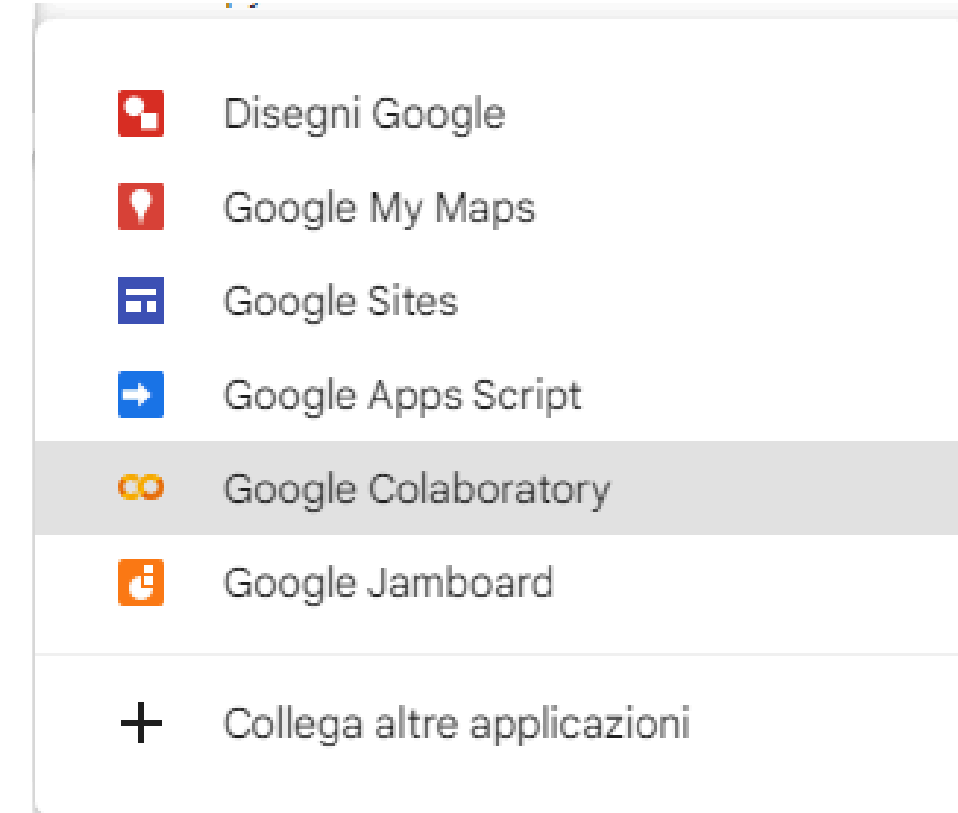 Disegni Google
Google My Maps
Google Sites
Google Apps Script
Google Colaboratory
Google Jamboard
Collega altre applicazioni